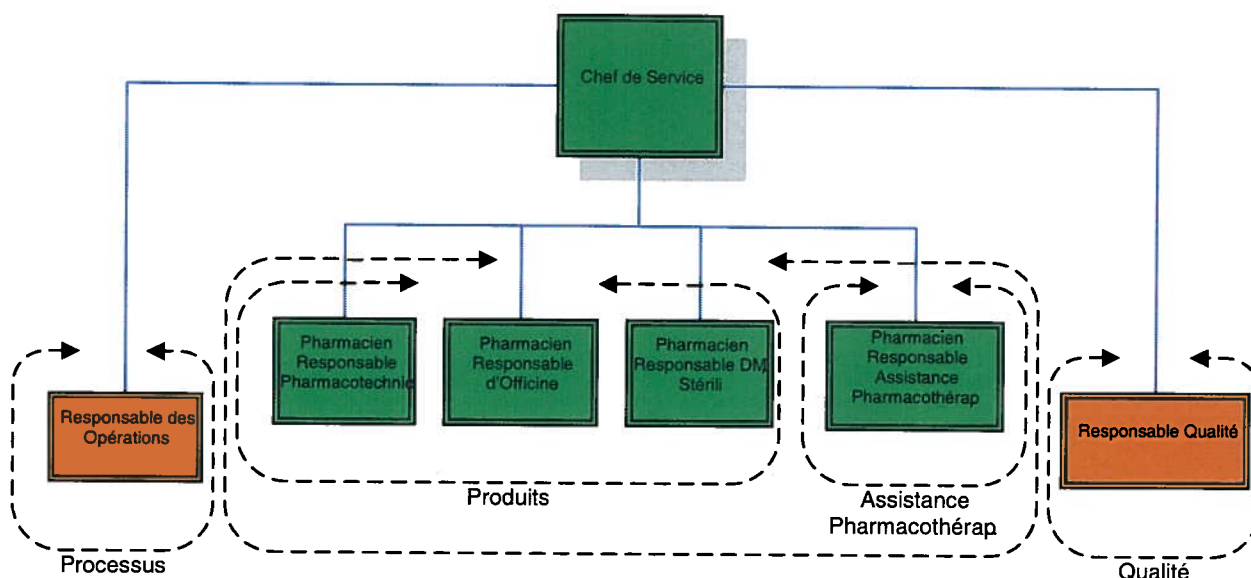 Chef de Service
Pharmacien
Responsable
Pharmacotechnic
Pharmacien
Responsable
d'Officine
Pharmacien
Responsable DM
Stérili
Pharmacien
Responsable
Assistance
Pharmacothérap
Responsable des
Opérations
Responsable Qualité
Produits
Assistance
Pharmacothérap
Processus
Qualité